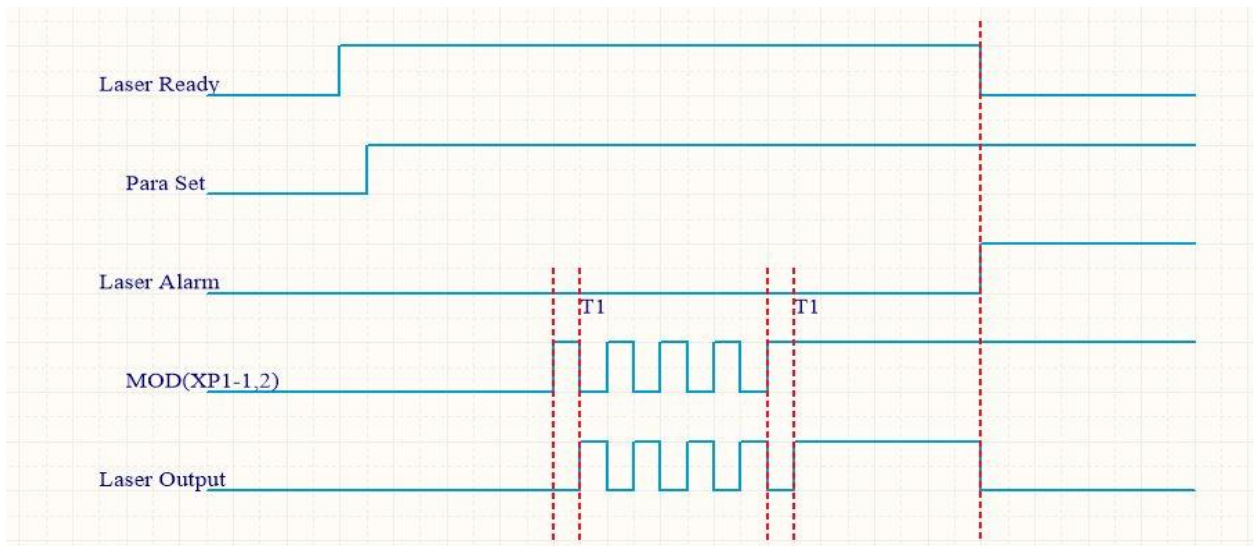 Laser Ready
Para Set
Laser Alarm
T1 T1
MOD(XP1-1,2)
Laser Output